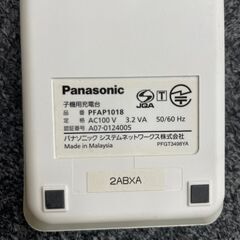 Panasonic
子機用充電台
品番 PFAP1018
定格 AC100 V 3.2 VA 50/60 Hz
認証番号 A07-0124005
パナソニック システムネットワークス株式会社
Made in Malaysia PFGT3498YA
JQA
2ABXA